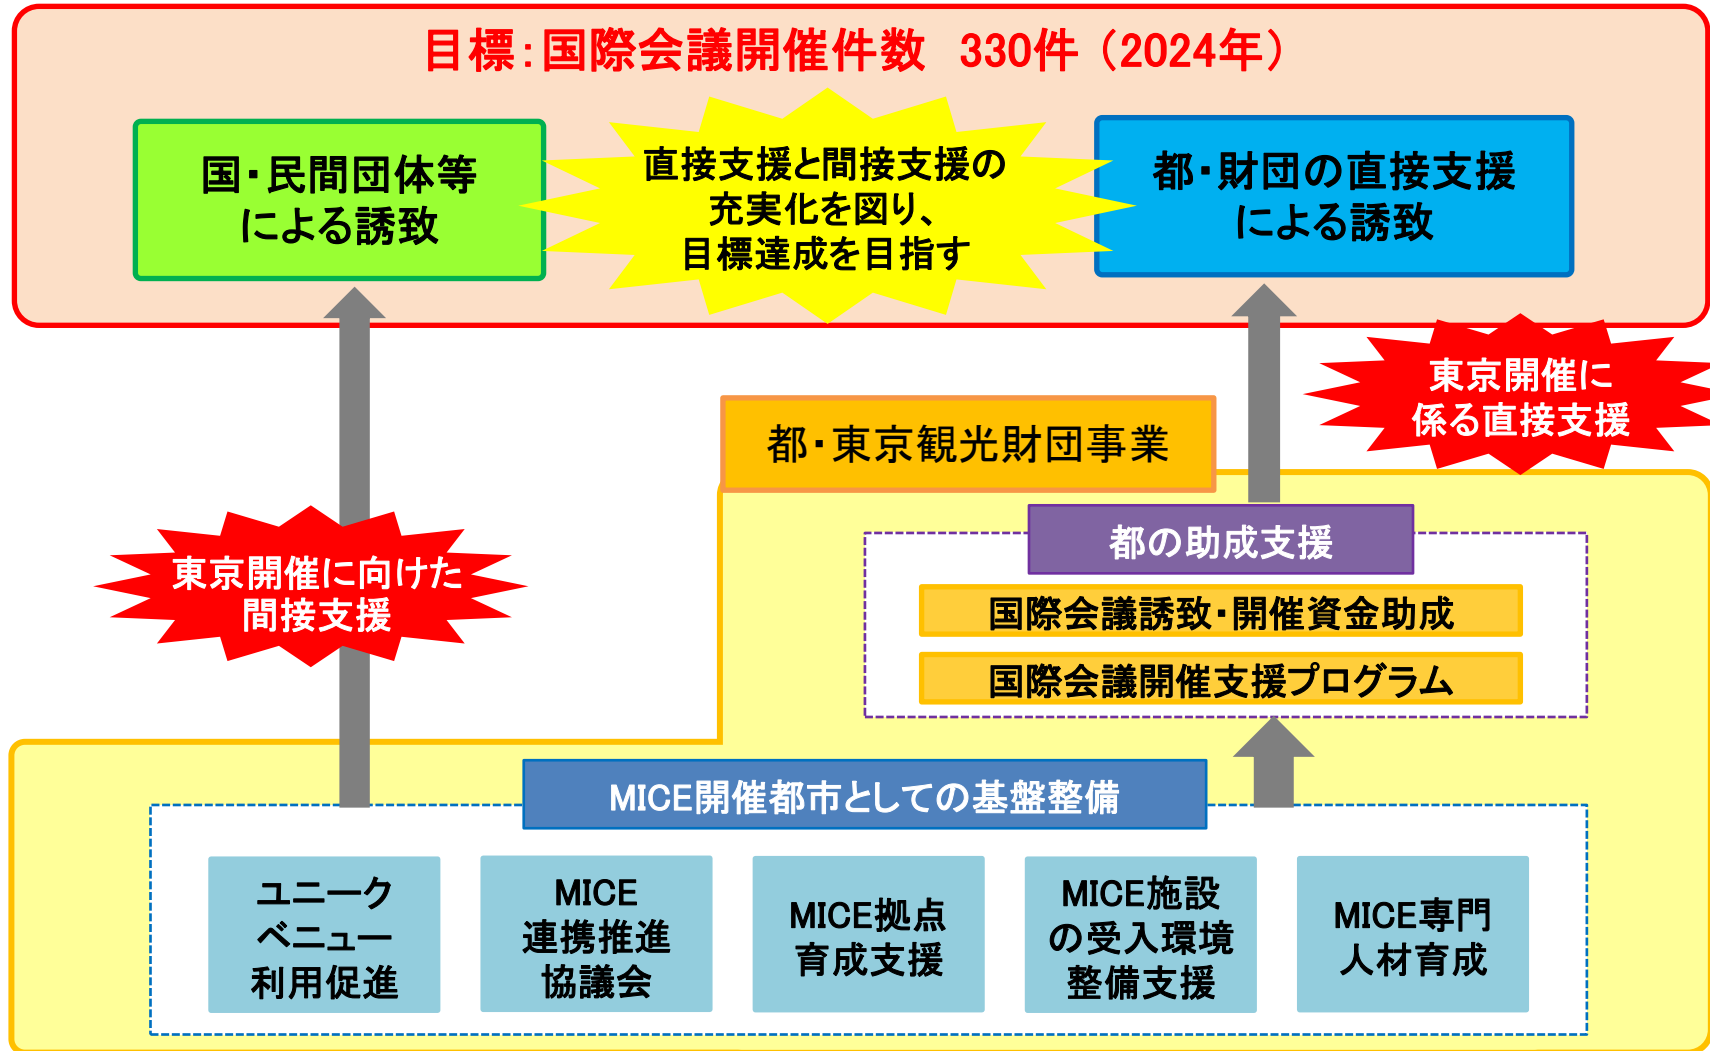 目標：国際会議開催件数　330件（2024年）
国・民間団体等
による誘致
直接支援と間接支援の
充実化を図り、
目標達成を目指す
都・財団の直接支援
による誘致
東京開催に
係る直接支援
都・東京観光財団事業
東京開催に向けた
間接支援
都の助成支援
国際会議誘致・開催資金助成
国際会議開催支援プログラム
MICE開催都市としての基盤整備
ユニーク
ベニュー
利用促進
MICE
連携推進
協議会
MICE拠点
育成支援
MICE施設
の受入環境
整備支援
MICE専門
人材育成